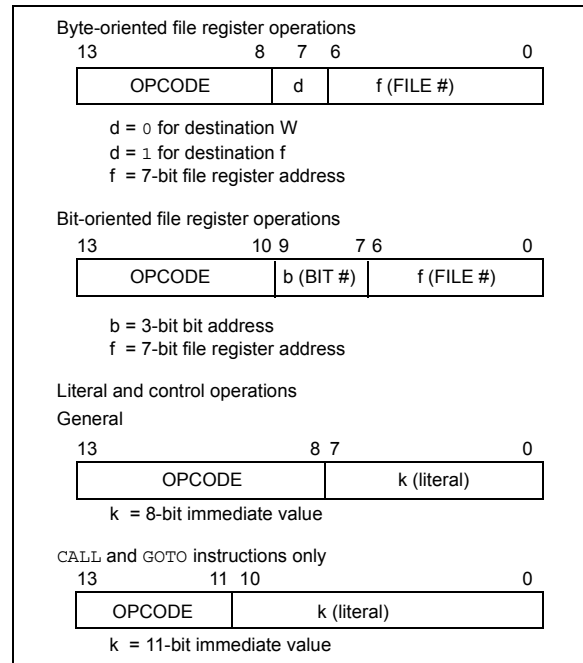 Byte-oriented file register operations
13 8 7 6 0
OPCODE d f (FILE #)
d = 0 for destination W
d = 1 for destination f
f = 7-bit file register address
Bit-oriented file register operations
13 10 9 7 6 0
OPCODE b (BIT #) f (FILE #)
b = 3-bit bit address
f = 7-bit file register address
Literal and control operations
General
13 8 7 0
OPCODE k (literal)
k = 8-bit immediate value
CALL and GOTO instructions only
13 11 10 0
OPCODE k (literal)
k = 11-bit immediate value